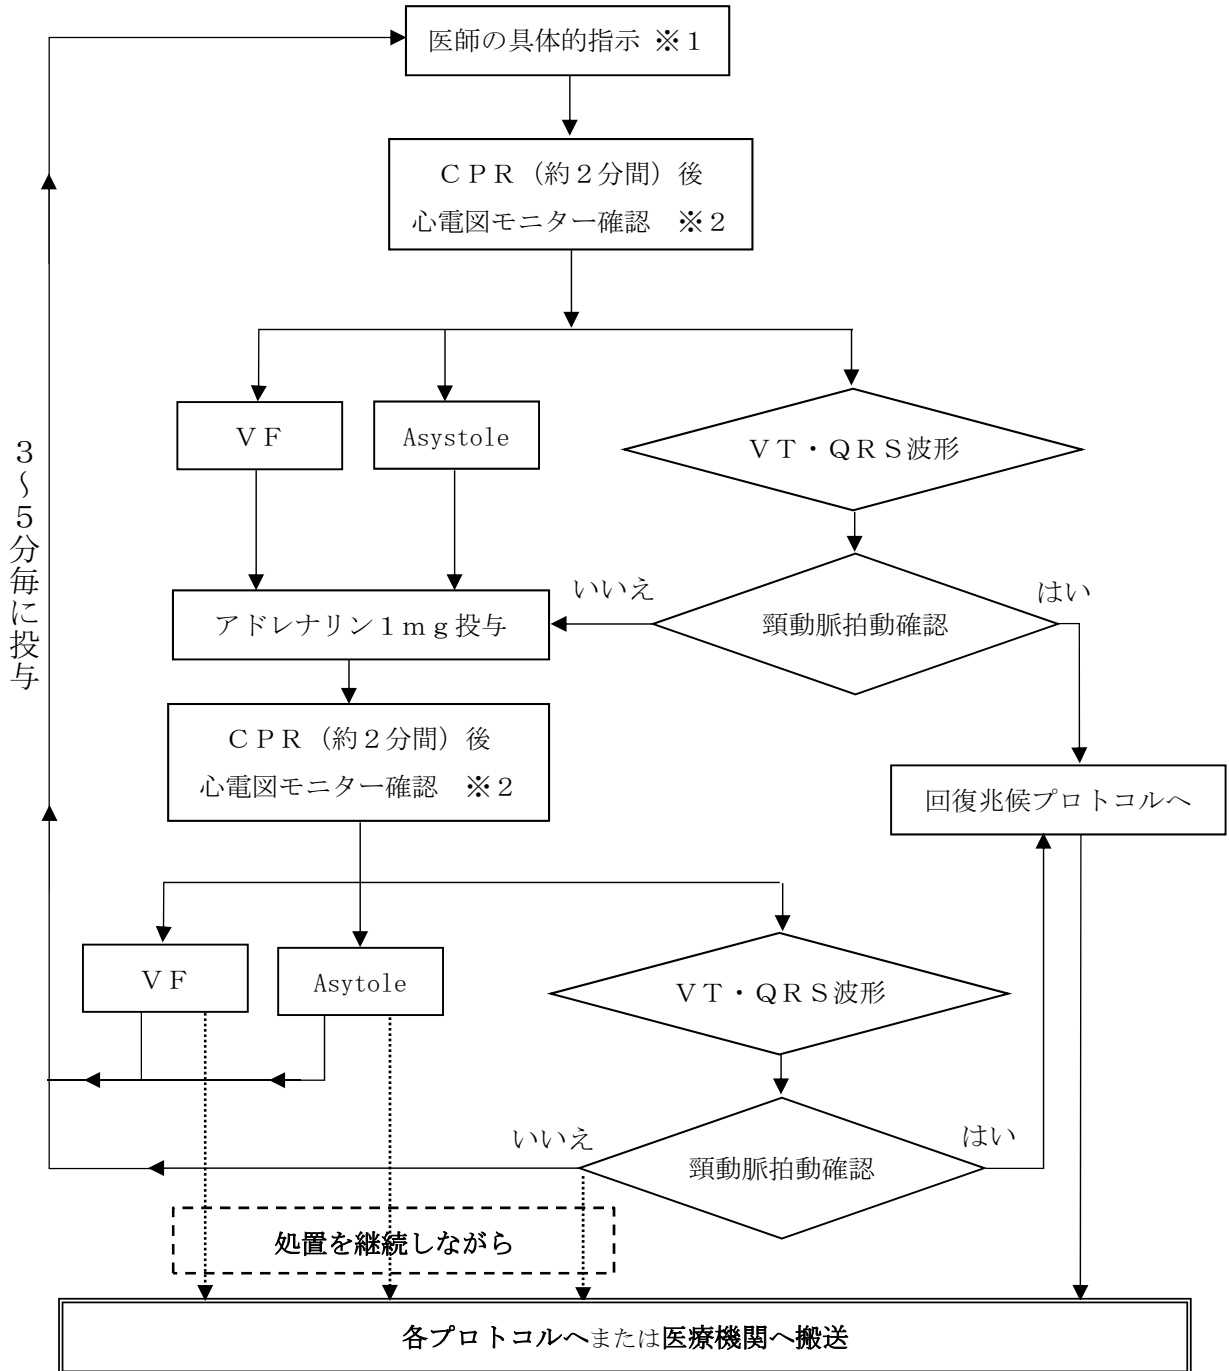 医師の具体的指示 ※１
ＣＰＲ（約２分間）後
心電図モニター確認　※２
ＶＦ
Asystole
ＶＴ・ＱＲＳ波形
３～５分毎に投与
いいえ
はい
アドレナリン１ｍｇ投与
頸動脈拍動確認
ＣＰＲ（約２分間）後
心電図モニター確認　※２
回復兆候プロトコルへ
ＶＦ
Asytole
ＶＴ・ＱＲＳ波形
いいえ
はい
頸動脈拍動確認
処置を継続しながら
各プロトコルへまたは医療機関へ搬送